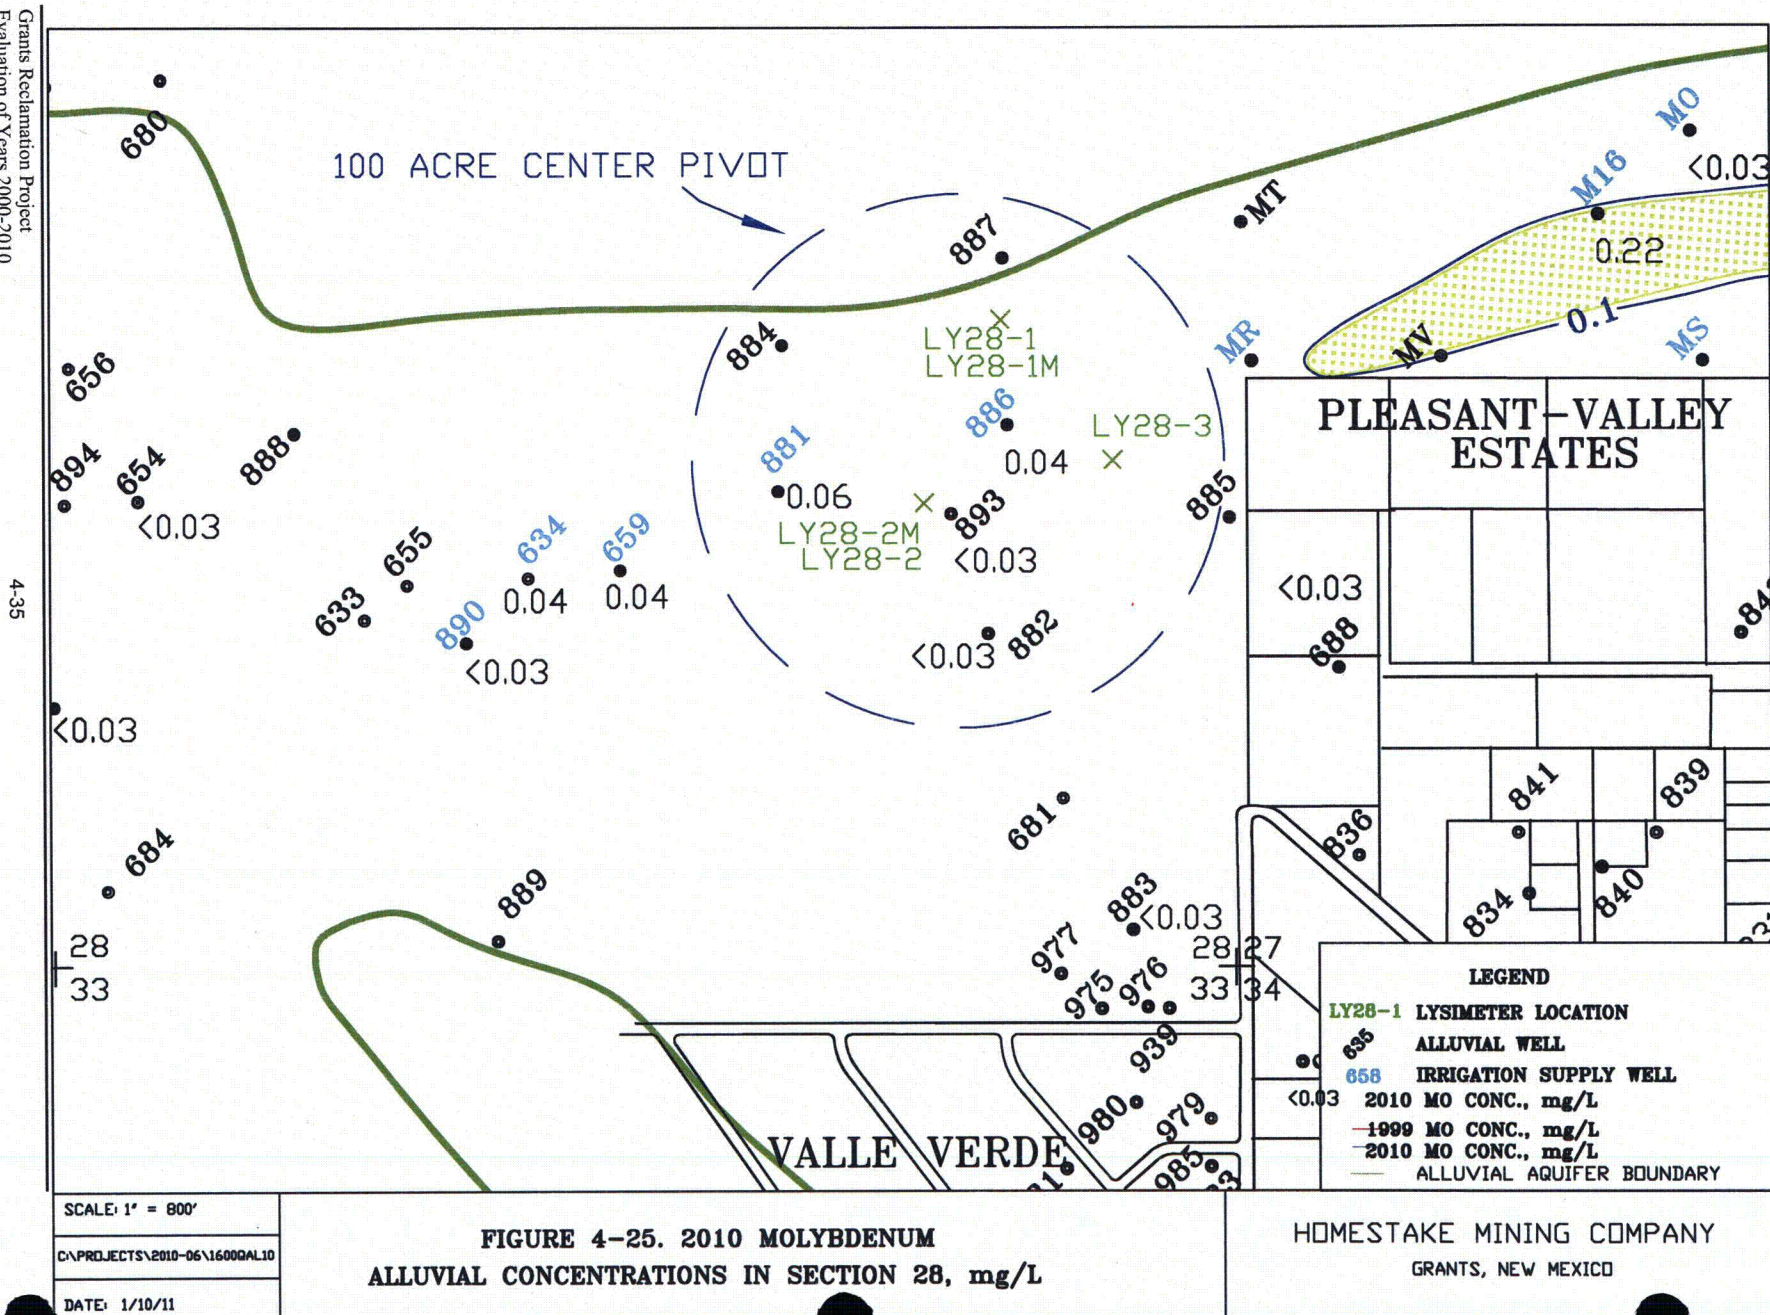 Grants Reclamation Project
Evaluation of Years 2000-2010
4-35
680
100 ACRE CENTER PIVOT
887
MT
MO
<0.03
M16
0.22
0.1
MV
MS
MR
884
LY28-1
LY28-1M
886
0.04
LY28-3
881
0.06
LY28-2M
LY28-2
893
<0.03
885
882
<0.03
656
894
654
<0.03
888
655
633
634
0.04
659
0.04
890
<0.03
<0.03
684
889
28
33
PLEASANT-VALLEY
ESTATES
<0.03
688
681
836
841
839
834
840
883
<0.03
977
975
976
939
28 27
33 34
980
979
985
<0.03
VALLE VERDE
LEGEND
LY28-1 LYSIMETER LOCATION
635 ALLUVIAL WELL
658 IRRIGATION SUPPLY WELL
2010 MO CONC., mg/L
1999 MO CONC., mg/L
2010 MO CONC., mg/L
ALLUVIAL AQUIFER BOUNDARY
SCALE: 1" = 800'
C:\PROJECTS\2010-06\1600QAL10
DATE: 1/10/11
FIGURE 4-25. 2010 MOLYBDENUM
ALLUVIAL CONCENTRATIONS IN SECTION 28, mg/L
HOMESTAKE MINING COMPANY
GRANTS, NEW MEXICO